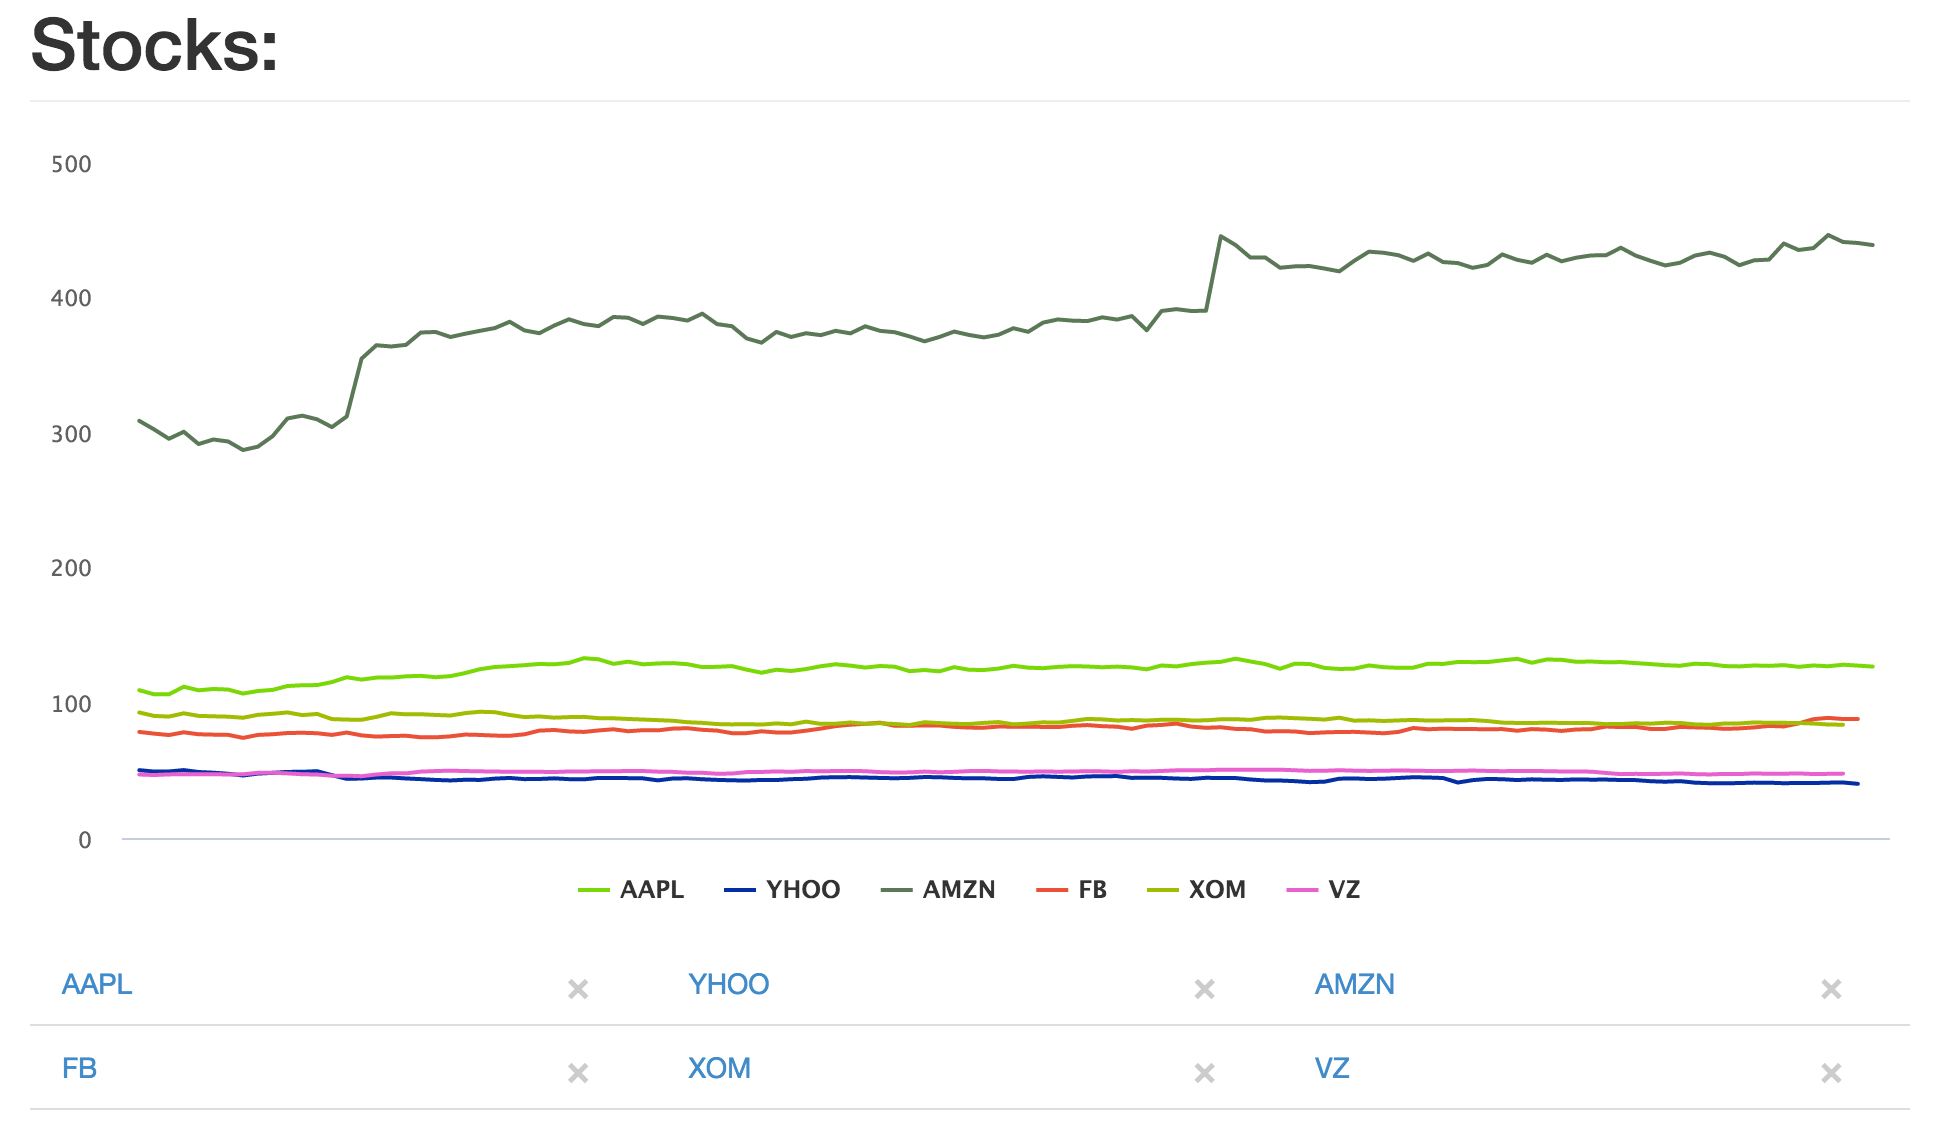 Stocks:
500
400
300
200
100
0
AAPL YHOO AMZN FB XOM VZ
AAPL × YHOO × AMZN ×
FB × XOM × VZ ×